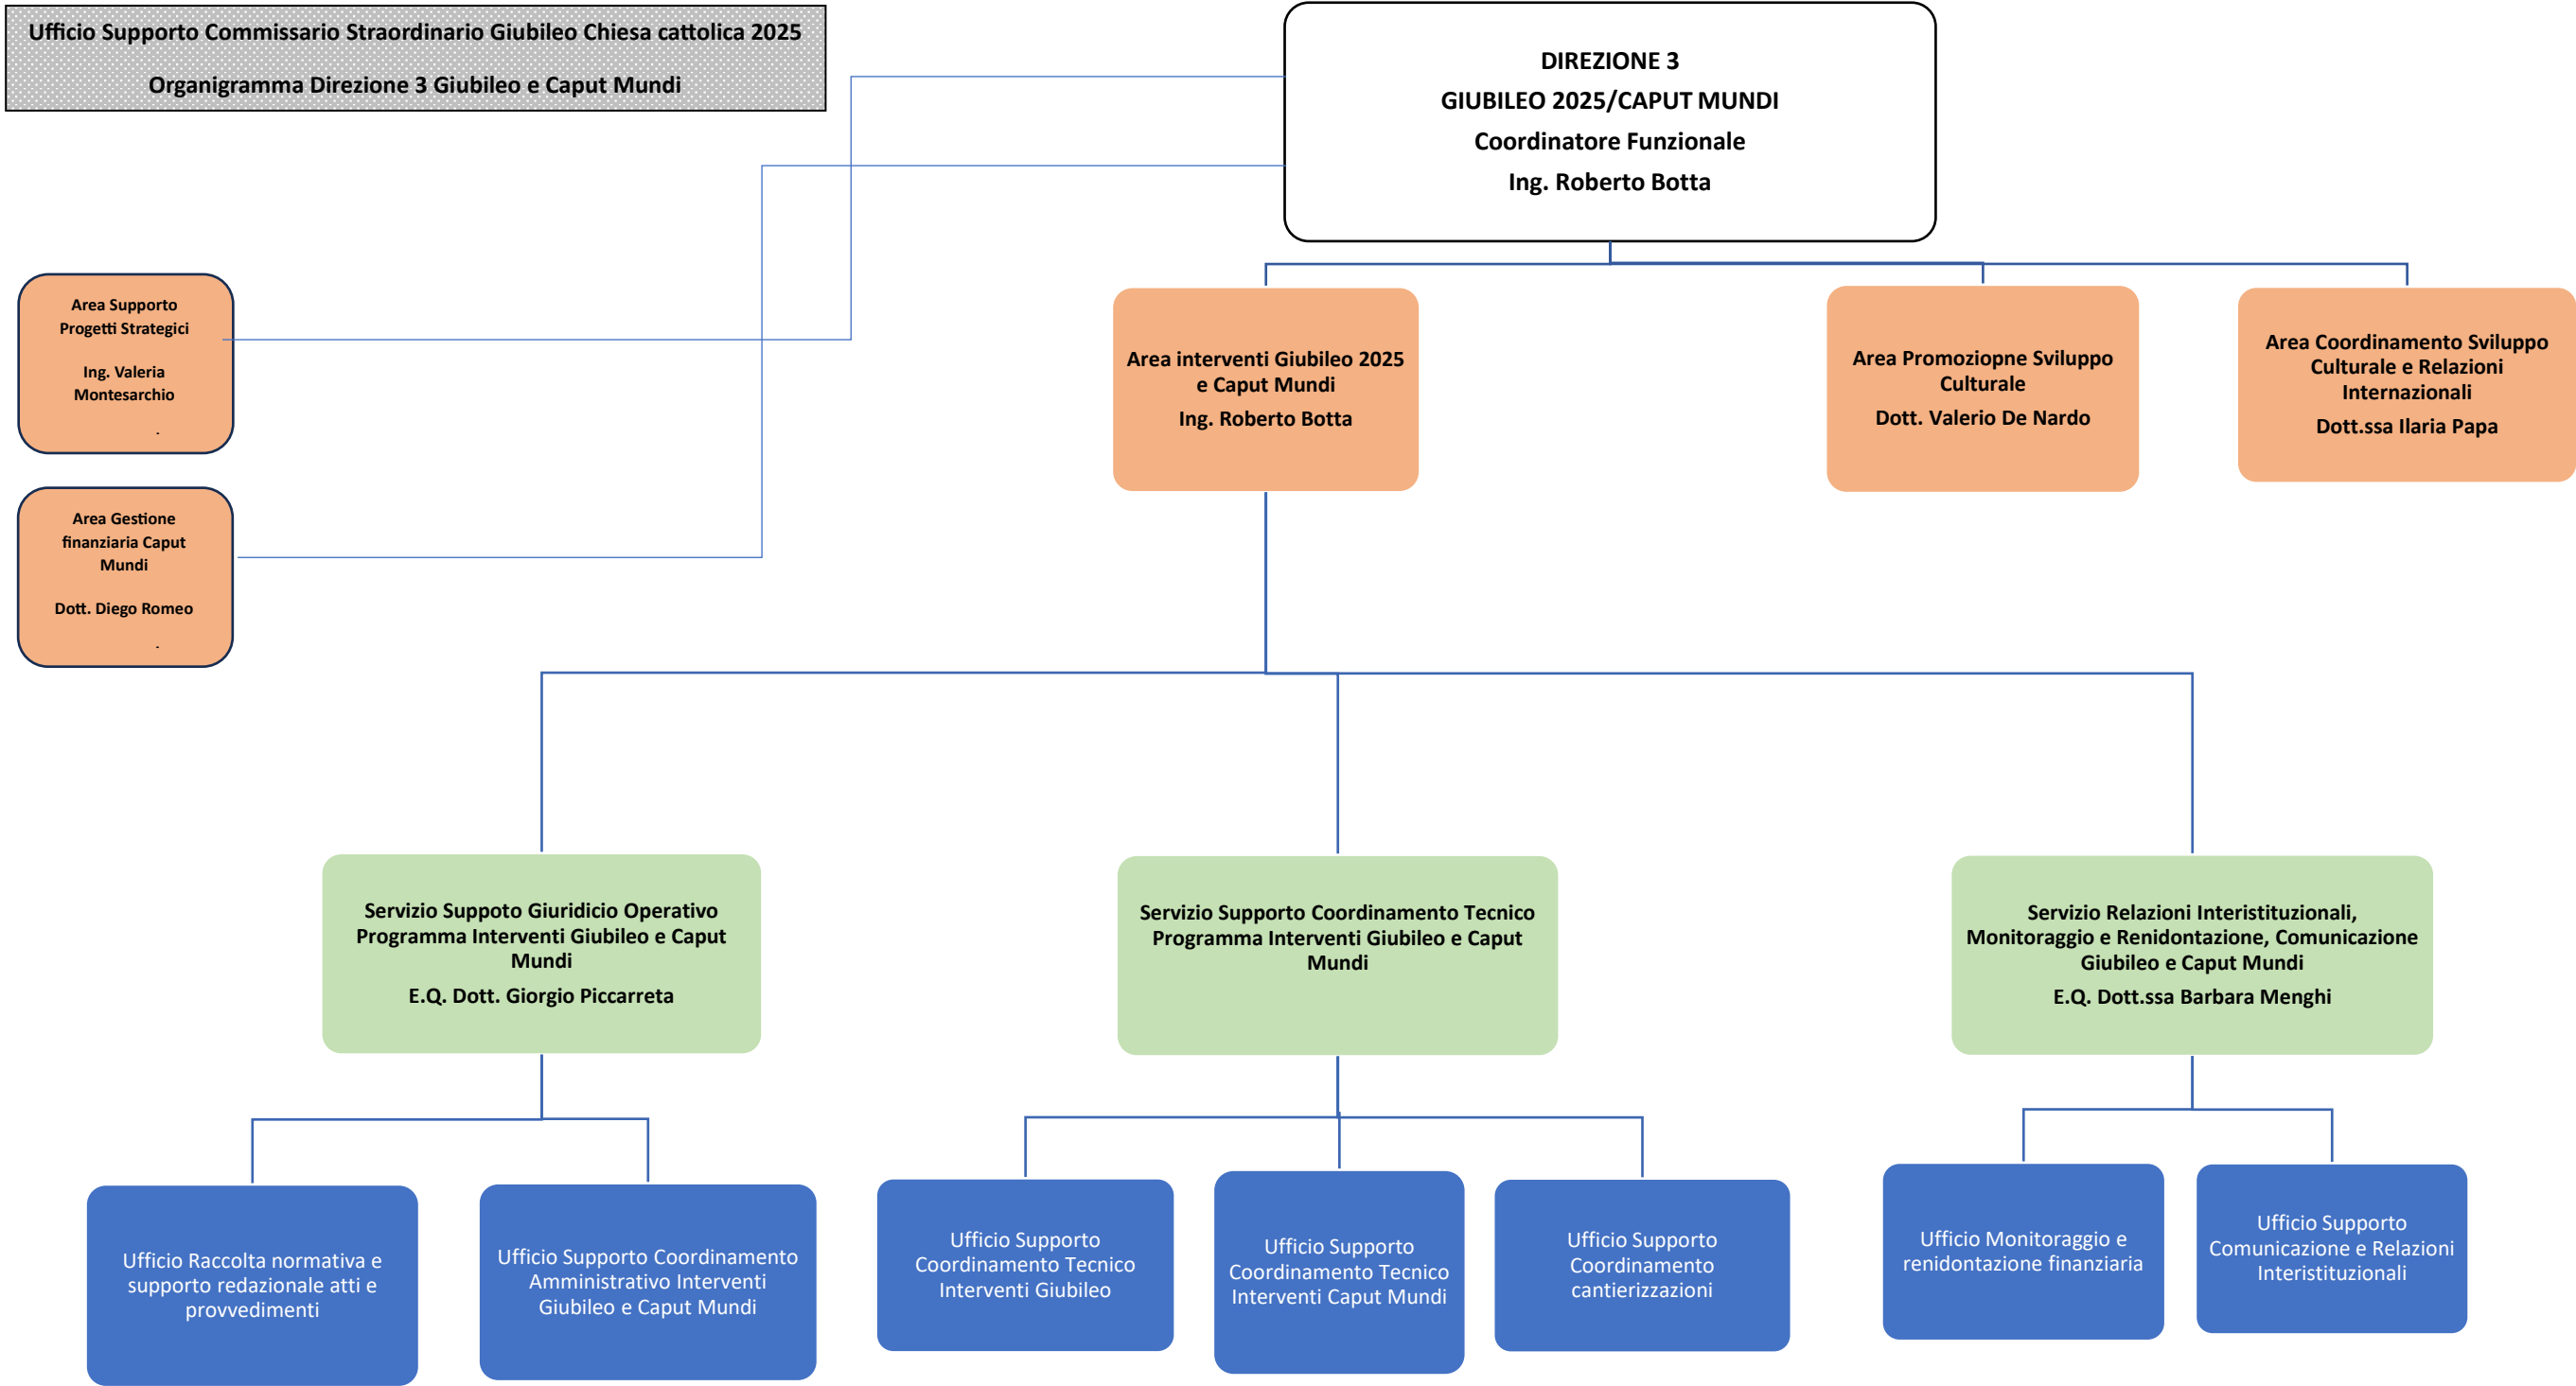 Ufficio Supporto Commissario Straordinario Giubileo Chiesa cattolica 2025
Organigramma Direzione 3 Giubileo e Caput Mundi
DIREZIONE 3
GIUBILEO 2025/CAPUT MUNDI
Coordinatore Funzionale
Ing. Roberto Botta
Area Supporto
Progetti Strategici
Ing. Valeria
Montesarchio
.
Area Gestione
finanziaria Caput
Mundi
Dott. Diego Romeo
.
Area interventi Giubileo 2025
e Caput Mundi
Ing. Roberto Botta
Area Promoziopne Sviluppo
Culturale
Dott. Valerio De Nardo
Area Coordinamento Sviluppo
Culturale e Relazioni
Internazionali
Dott.ssa Ilaria Papa
Servizio Suppoto Giuridicio Operativo
Programma Interventi Giubileo e Caput
Mundi
E.Q. Dott. Giorgio Piccarreta
Servizio Supporto Coordinamento Tecnico
Programma Interventi Giubileo e Caput
Mundi
Servizio Relazioni Interistituzionali,
Monitoraggio e Renidontazione, Comunicazione
Giubileo e Caput Mundi
E.Q. Dott.ssa Barbara Menghi
Ufficio Raccolta normativa e
supporto redazionale atti e
provvedimenti
Ufficio Supporto Coordinamento
Amministrativo Interventi
Giubileo e Caput Mundi
Ufficio Supporto
Coordinamento Tecnico
Interventi Giubileo
Ufficio Supporto
Coordinamento Tecnico
Interventi Caput Mundi
Ufficio Supporto
Coordinamento
cantierizzazioni
Ufficio Monitoraggio e
renidontazione finanziaria
Ufficio Supporto
Comunicazione e Relazioni
Interistituzionali